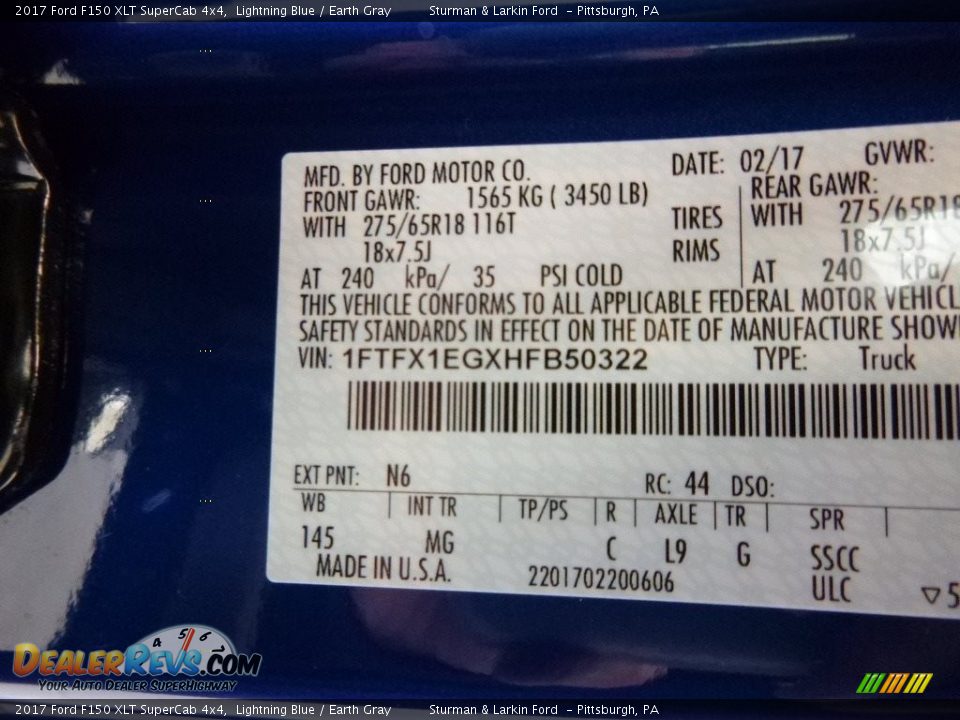 2017 Ford F150 XLT SuperCab 4x4, Lightning Blue / Earth Gray Sturman & Larkin Ford - Pittsburgh, PA
MFD. BY FORD MOTOR CO. DATE: 02/17 GVWR:
FRONT GAWR: 1565 KG ( 3450 LB) REAR GAWR:
WITH 275/65R18 116T TIRES WITH 275/65R18
18x7.5J RIMS 18x7.5J
AT 240 kPa/ 35 PSI COLD AT 240 kPa/
THIS VEHICLE CONFORMS TO ALL APPLICABLE FEDERAL MOTOR VEHICL
SAFETY STANDARDS IN EFFECT ON THE DATE OF MANUFACTURE SHOWN
VIN: 1FTFX1EGXHFB50322 TYPE: Truck
EXT PNT: N6 RC: 44 DSO:
WB INT TR TP/PS R AXLE TR SPR
145 MG C L9 G SSCC
MADE IN U.S.A. 2201702200606 ULC ▽5
4 5 6
DEALERREVS.COM
YOUR AUTO DEALER SUPERHIGHWAY
2017 Ford F150 XLT SuperCab 4x4, Lightning Blue / Earth Gray Sturman & Larkin Ford - Pittsburgh, PA